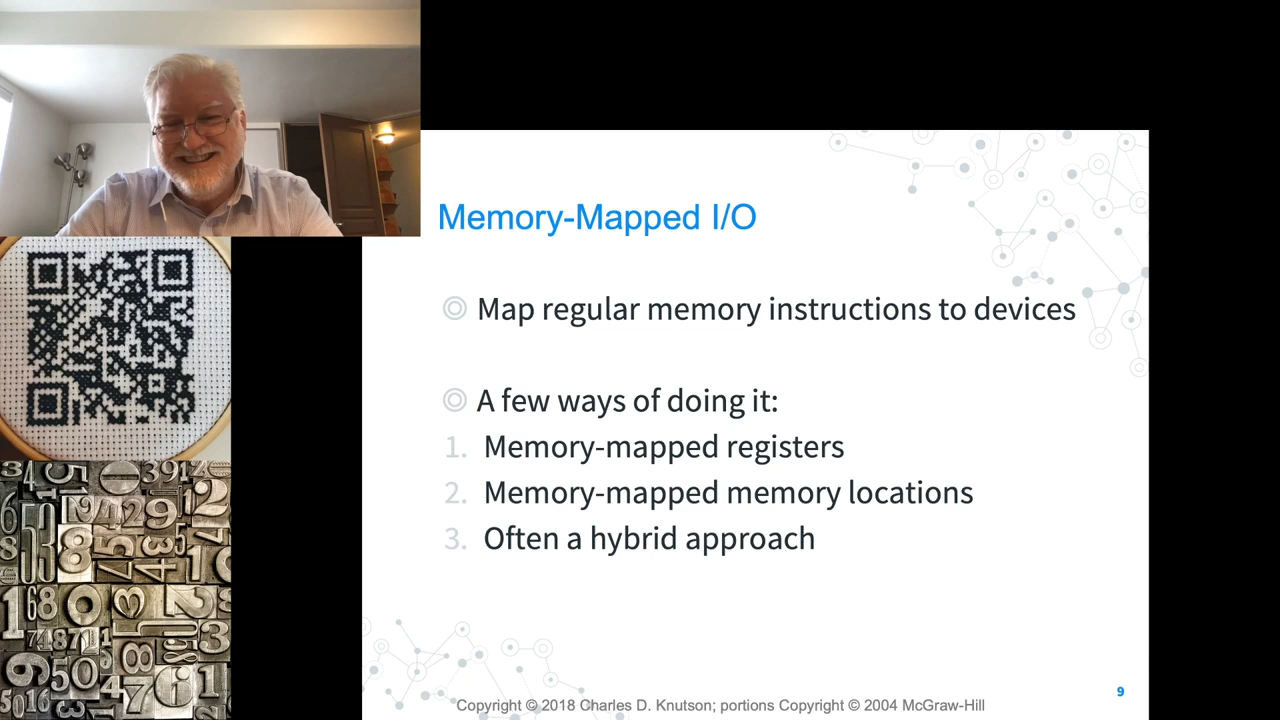 Memory-Mapped I/O
Map regular memory instructions to devices
A few ways of doing it:
1. Memory-mapped registers
2. Memory-mapped memory locations
3. Often a hybrid approach
9
Copyright © 2018 Charles D. Knutson; portions Copyright © 2004 McGraw-Hill